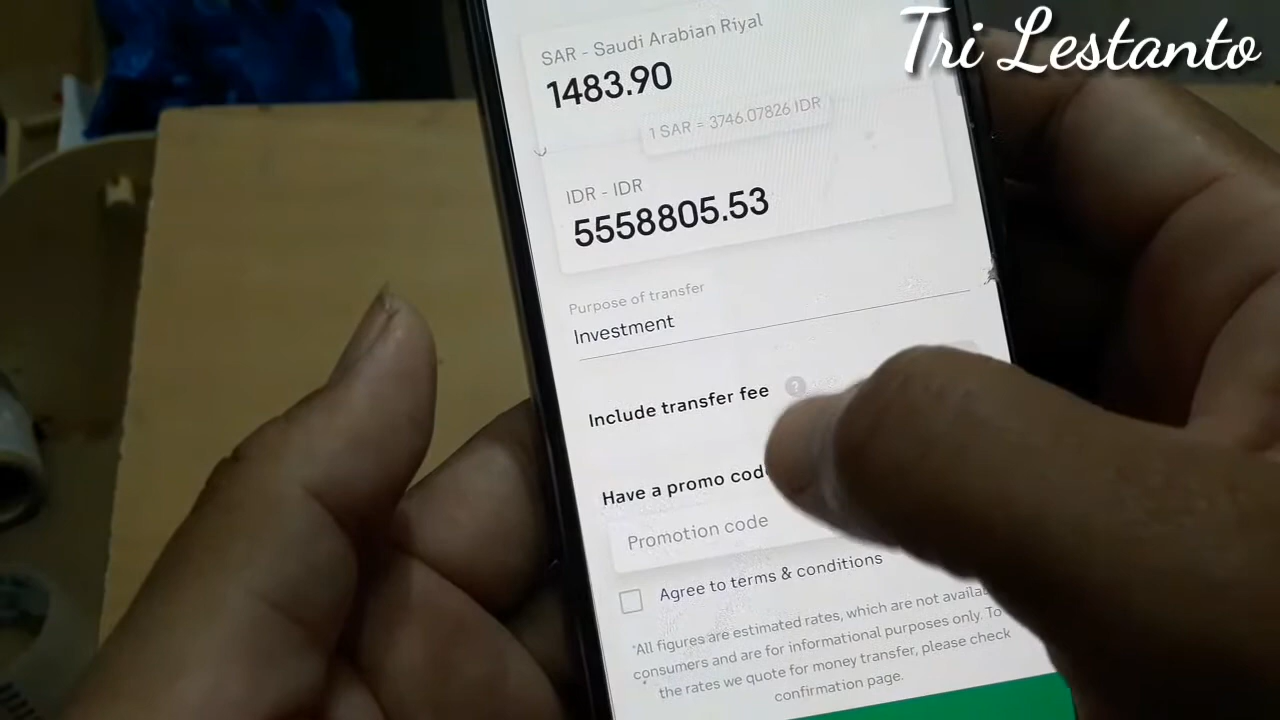 Tri Lestanto
SAR - Saudi Arabian Riyal
1483.90
1 SAR = 3746.07826 IDR
IDR - IDR
5558805.53
Purpose of transfer
Investment
Include transfer fee ?
Have a promo
Promotion code
Agree to terms & conditions
*All figures are estimated rates, which are not
consumers and are for informational purposes only. To
the rates we quote for money transfer, please check
confirmation page.